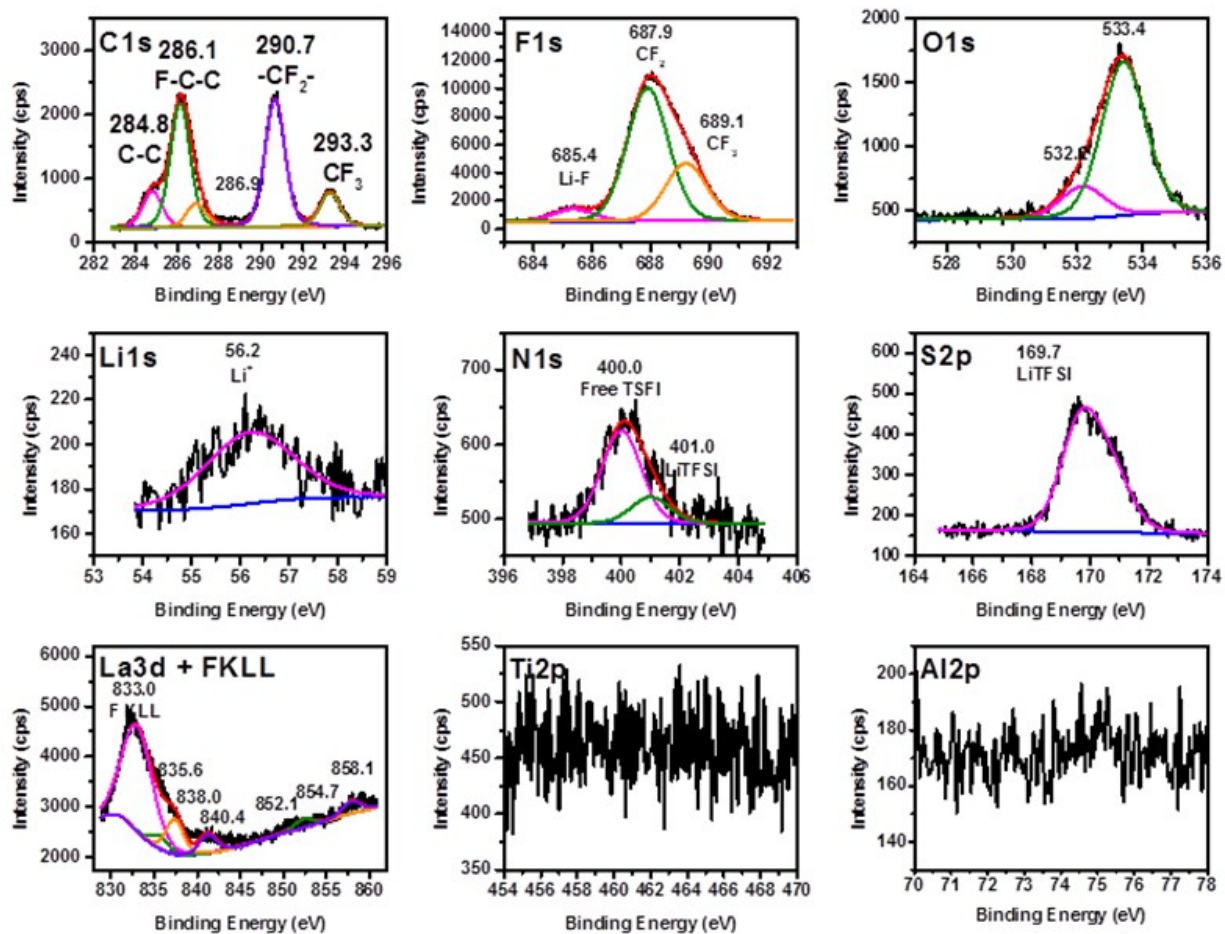 C1s
286.1
F-C-C
290.7
-CF2-
284.8
C-C
286.9
293.3
CF3
Intensity (cps)
3000
2000
1000
0
282 284 286 288 290 292 294 296
Binding Energy (eV)
F1s
687.9
CF2
689.1
CF3
685.4
Li-F
Intensity (cps)
14000
12000
10000
8000
6000
4000
2000
0
684 686 688 690 692
Binding Energy (eV)
O1s
533.4
Intensity (cps)
2000
1500
1000
500
528 530 532 534 536
Binding Energy (eV)
Li1s
56.2
Li+
Intensity (cps)
240
220
200
180
160
53 54 55 56 57 58 59
Binding Energy (eV)
N1s
400.0
Free TSFI
401.0
LiTFSI
Intensity (cps)
700
600
500
396 398 400 402 404 406
Binding Energy (eV)
S2p
169.7
LiTFSI
Intensity (cps)
600
500
400
300
200
100
164 166 168 170 172 174
Binding Energy (eV)
La3d + FKLL
833.0
F KLL
835.6
838.0
840.4
852.1
854.7
858.1
Intensity (cps)
6000
5000
4000
3000
2000
830 835 840 845 850 855 860
Binding Energy (eV)
Ti2p
Intensity (cps)
550
500
450
400
350
454 456 458 460 462 464 466 468 470
Binding Energy (eV)
Al2p
Intensity (cps)
200
180
160
140
70 71 72 73 74 75 76 77 78
Binding Energy (eV)